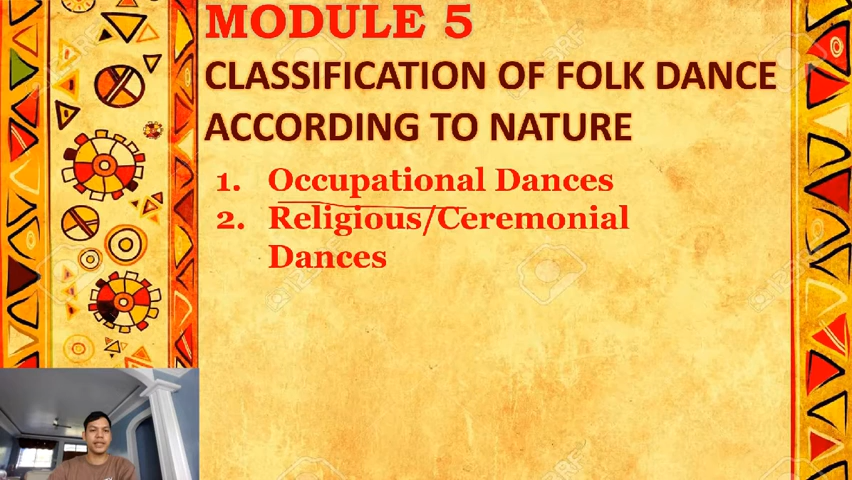 MODULE 5
CLASSIFICATION OF FOLK DANCE
ACCORDING TO NATURE
1. Occupational Dances
2. Religious/Ceremonial
Dances